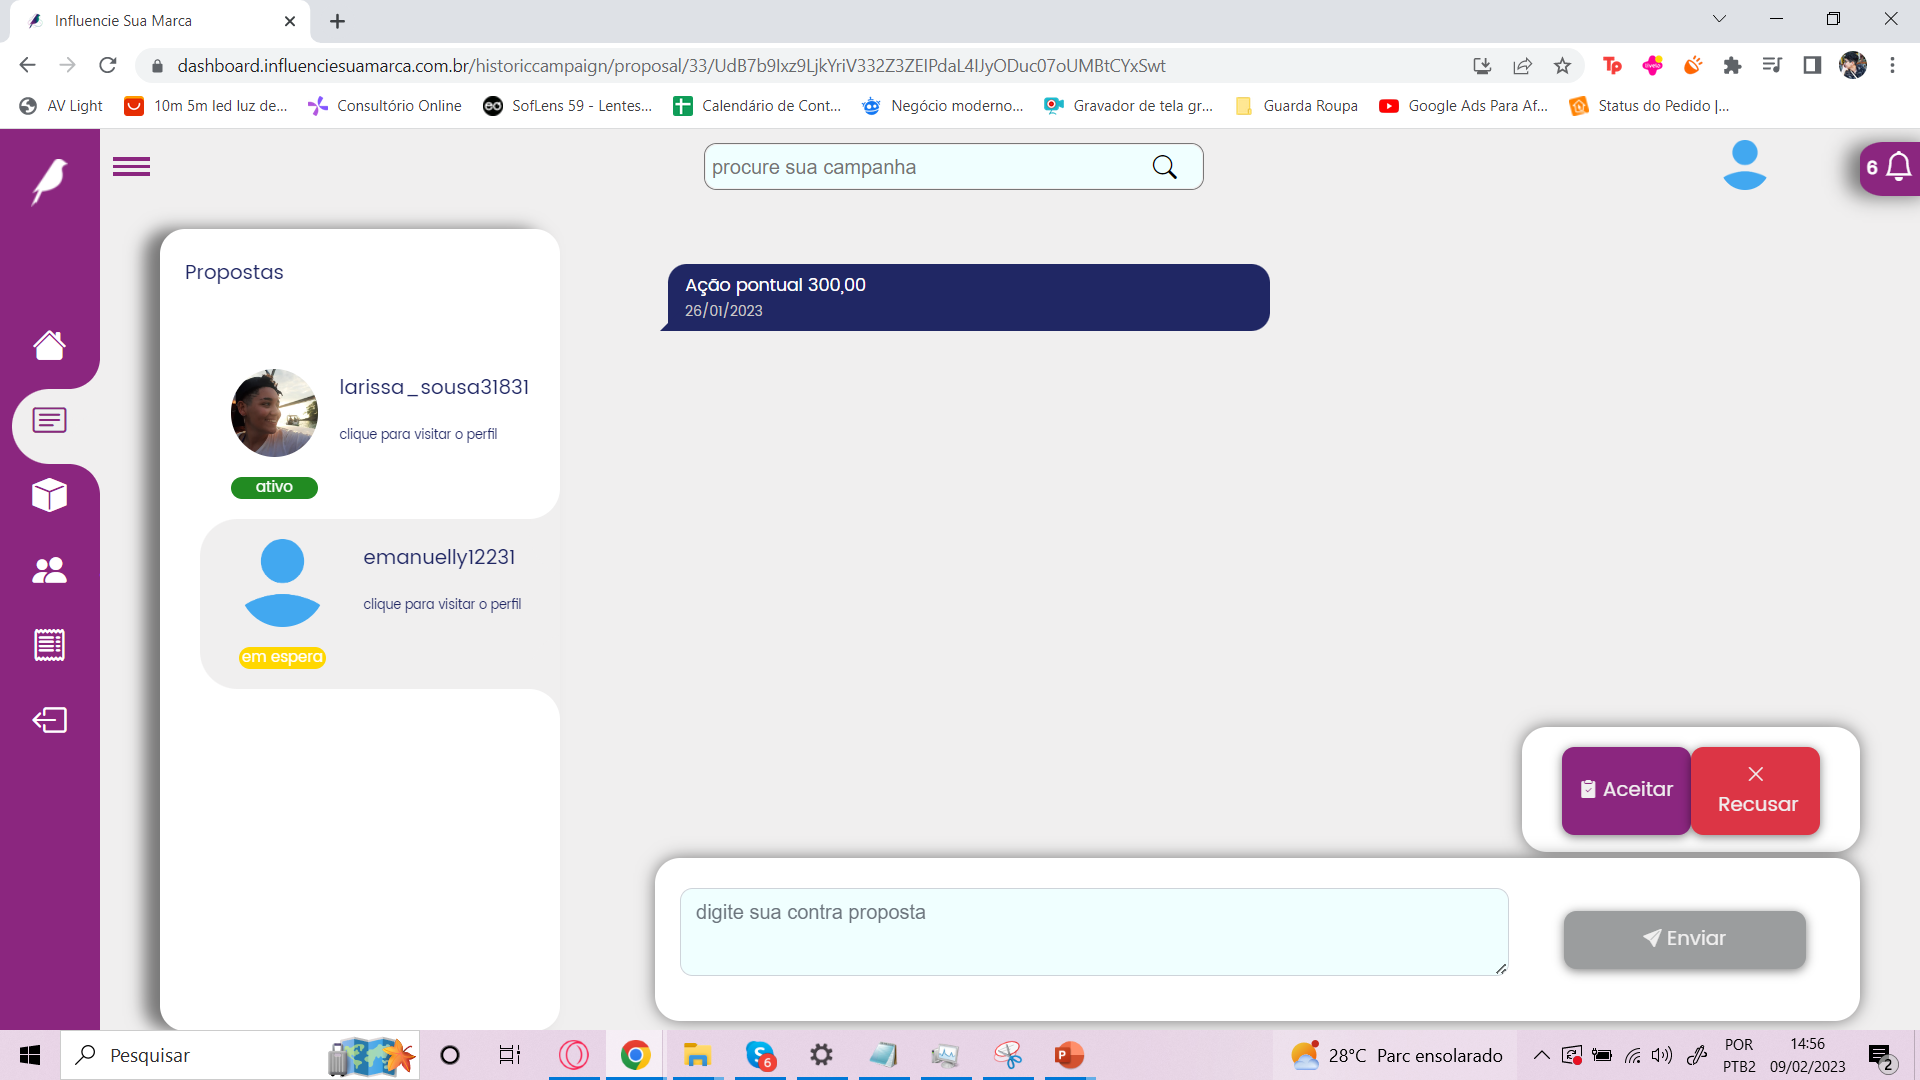 Influencie Sua Marca
dashboard.influenciesuamarca.com.br/historiccampaign/proposal/33/UdB7b9Ixz9LjkYriV332Z3ZEIPdaL4IJyODuc07oUMBtCYxSwt
AV Light
10m 5m led luz de...
Consultório Online
SofLens 59 - Lentes...
Calendário de Cont...
Negócio moderno...
Gravador de tela gr...
Guarda Roupa
Google Ads Para Af...
Status do Pedido |...
procure sua campanha
6
Propostas
Ação pontual 300,00
26/01/2023
larissa_sousa31831
clique para visitar o perfil
ativo
emanuelly12231
clique para visitar o perfil
em espera
Aceitar
Recusar
digite sua contra proposta
Enviar
Pesquisar
6
28°C Parc ensolarado
POR
PTB2
14:56
09/02/2023
2